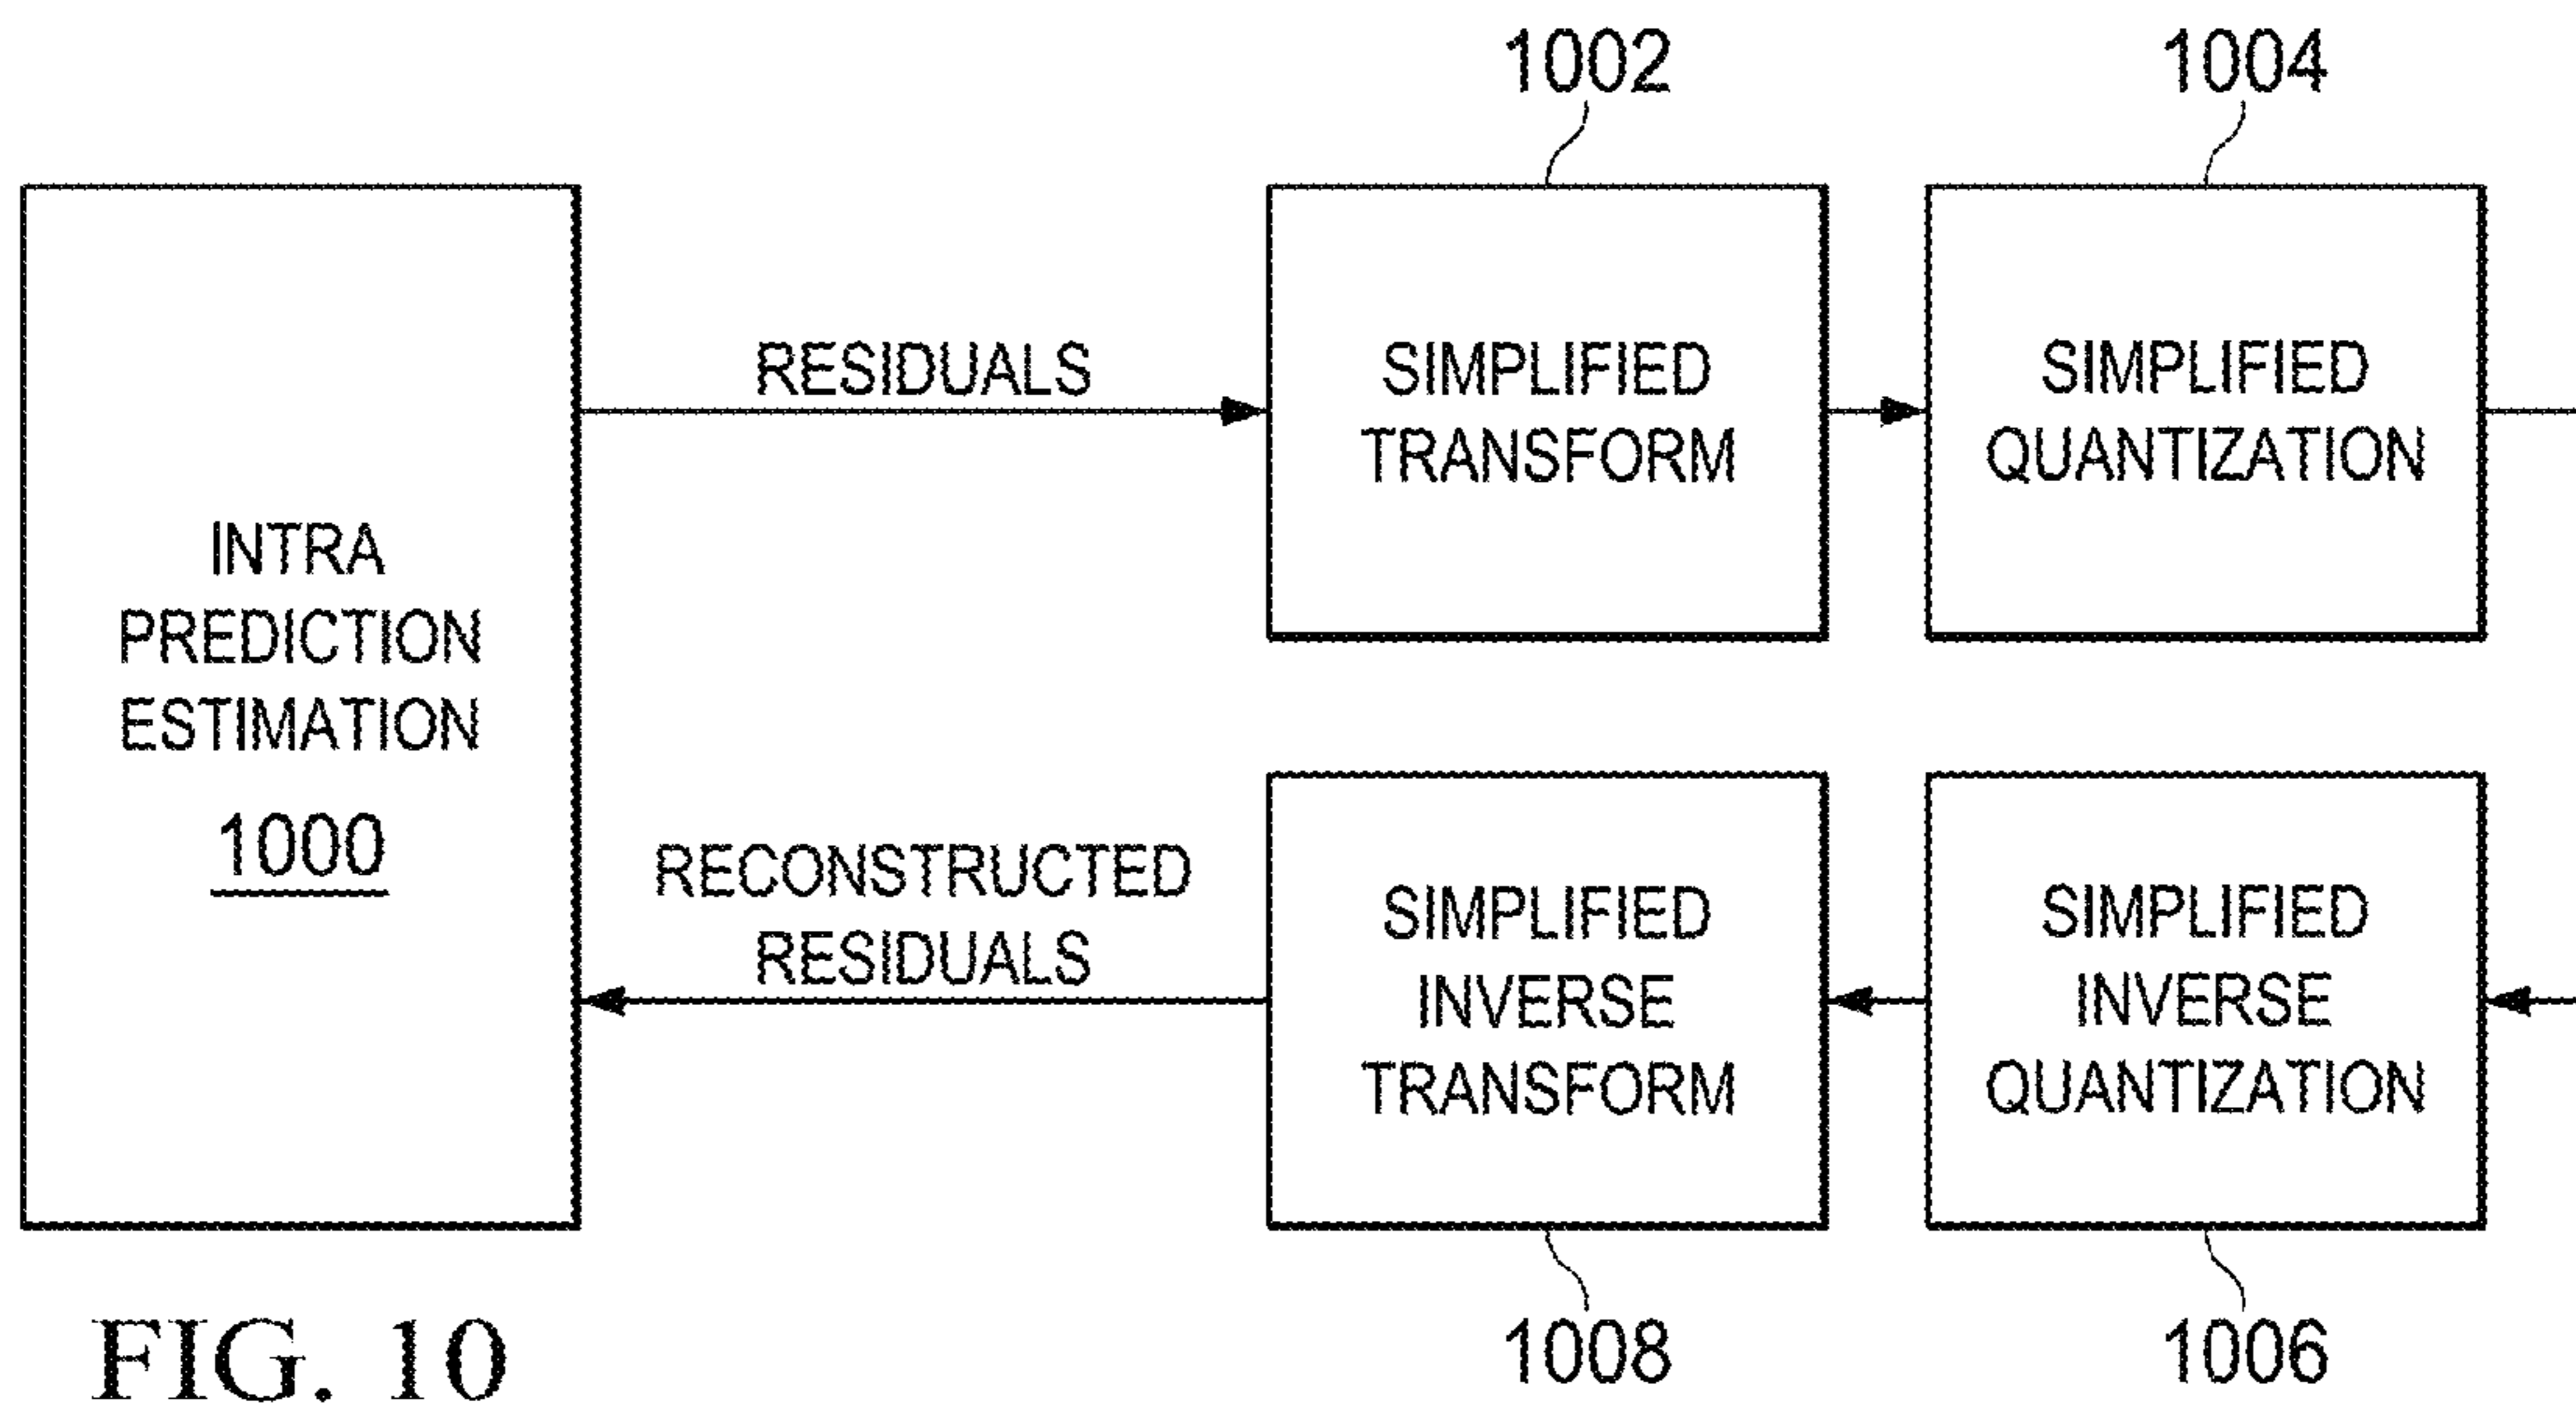 1002
1004
INTRA
PREDICTION
ESTIMATION
1000
RESIDUALS
SIMPLIFIED
TRANSFORM
SIMPLIFIED
QUANTIZATION
RECONSTRUCTED
RESIDUALS
SIMPLIFIED
INVERSE
TRANSFORM
SIMPLIFIED
INVERSE
QUANTIZATION
1008
1006
FIG. 10